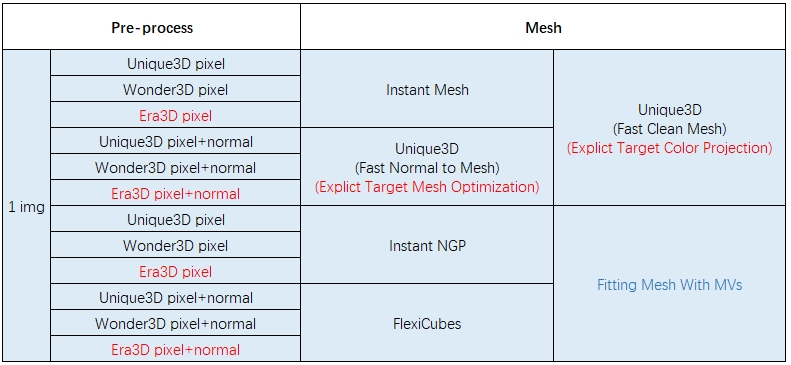 Pre-process
Mesh
1 img
Unique3D pixel
Wonder3D pixel
Era3D pixel
Instant Mesh
Unique3D pixel+normal
Wonder3D pixel+normal
Era3D pixel+normal
Unique3D
(Fast Normal to Mesh)
(Explict Target Mesh Optimization)
Unique3D
(Fast Clean Mesh)
(Explict Target Color Projection)
Unique3D pixel
Wonder3D pixel
Era3D pixel
Instant NGP
Unique3D pixel+normal
Wonder3D pixel+normal
Era3D pixel+normal
FlexiCubes
Fitting Mesh With MVs